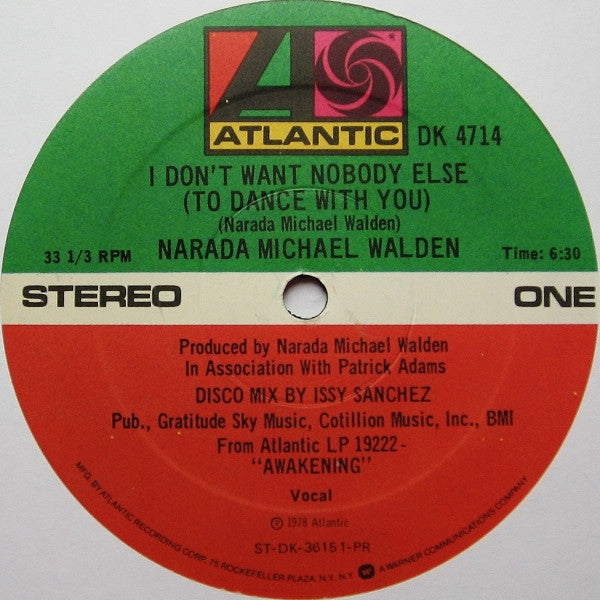 ATLANTIC DK 4714
I DON'T WANT NOBODY ELSE
(TO DANCE WITH YOU)
(Narada Michael Walden)
33 1/3 RPM NARADA MICHAEL WALDEN Time: 6:30
STEREO ONE
Produced by Narada Michael Walden
In Association With Patrick Adams
DISCO MIX BY ISSY SANCHEZ
Pub., Gratitude Sky Music, Cotillion Music, Inc., BMI
From Atlantic LP 19222-
"AWAKENING"
Vocal
Ⓟ 1978 Atlantic
ST-DK-36151-PR
MFG. BY ATLANTIC RECORDING CORP. 75 ROCKEFELLER PLAZA, N.Y. N.Y. W A WARNER COMMUNICATIONS COMPANY